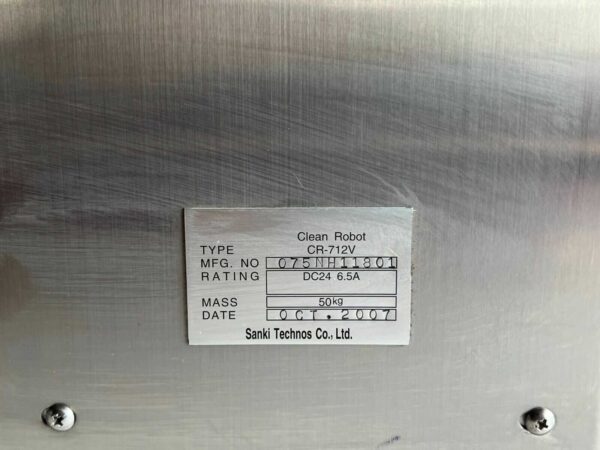 Clean Robot
TYPE CR-712V
MFG. NO 075NH11801
RATING DC24 6.5A
MASS 50kg
DATE OCT. 2007
Sanki Technos Co., Ltd.